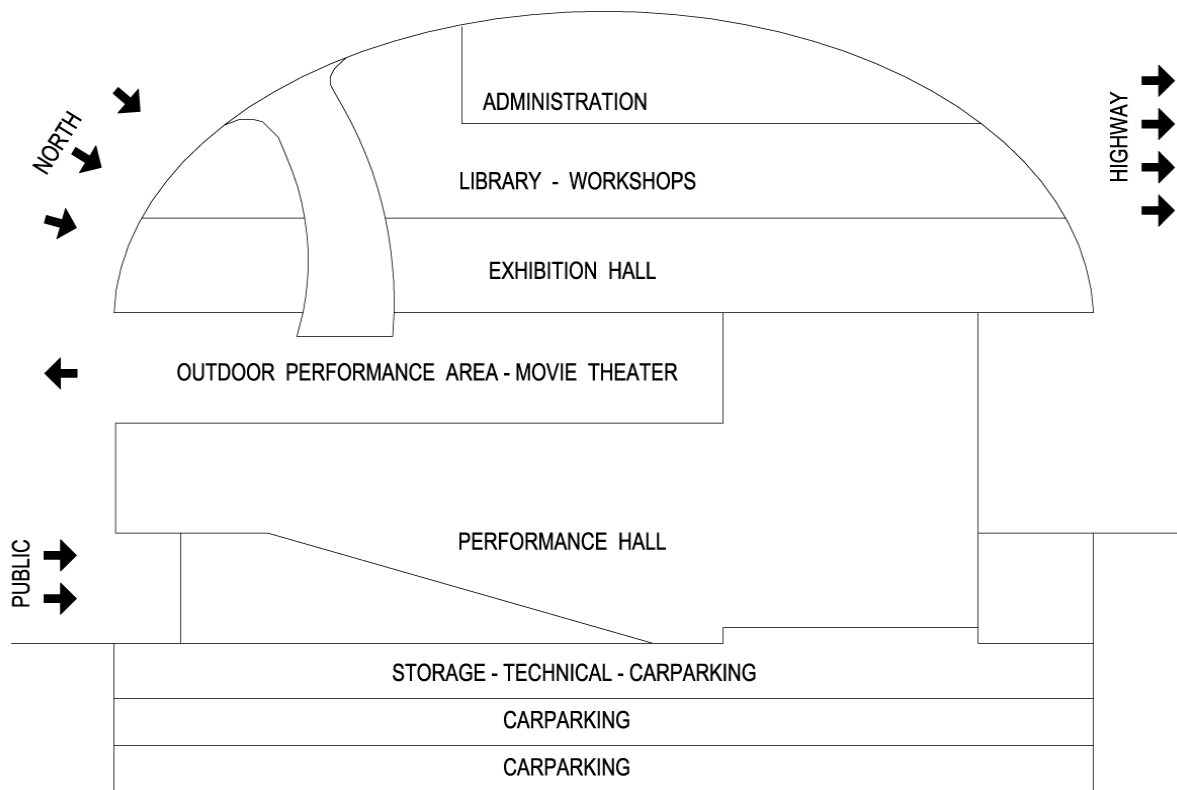 ADMINISTRATION
NORTH
HIGHWAY
LIBRARY - WORKSHOPS
EXHIBITION HALL
OUTDOOR PERFORMANCE AREA - MOVIE THEATER
PERFORMANCE HALL
PUBLIC
STORAGE - TECHNICAL - CARPARKING
CARPARKING
CARPARKING